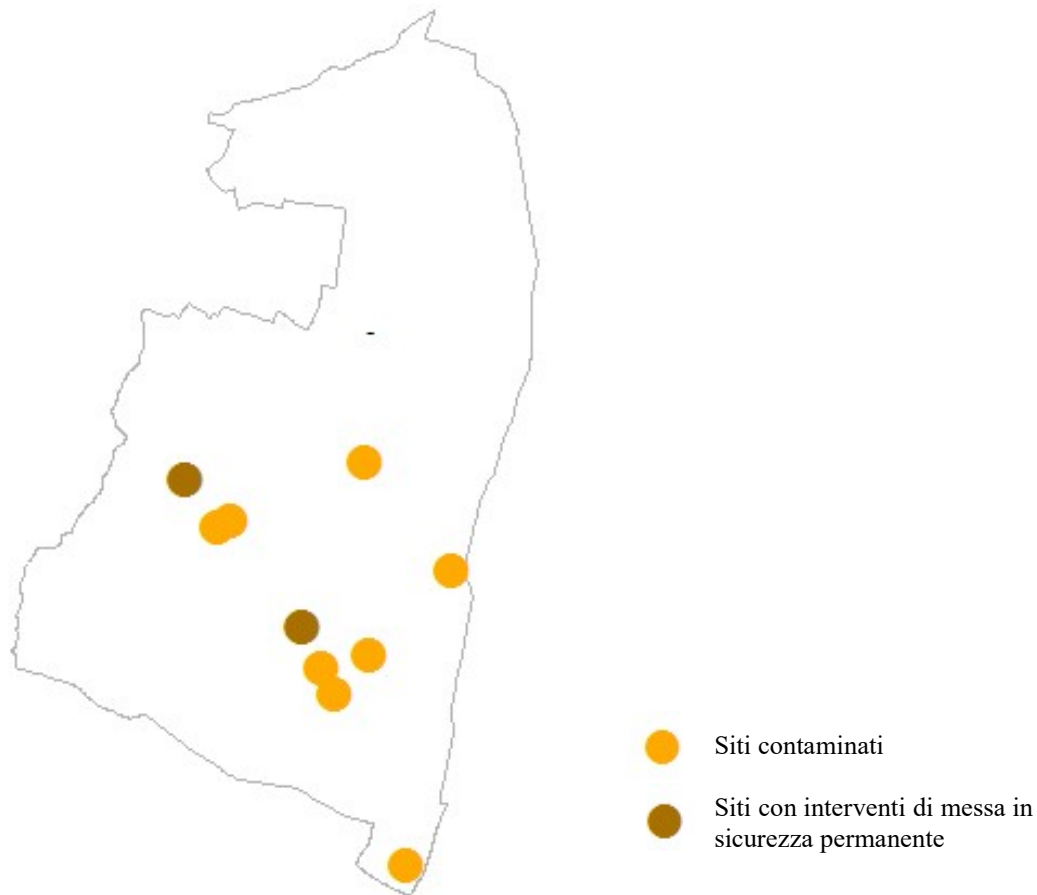 Siti contaminati
Siti con interventi di messa in
sicurezza permanente